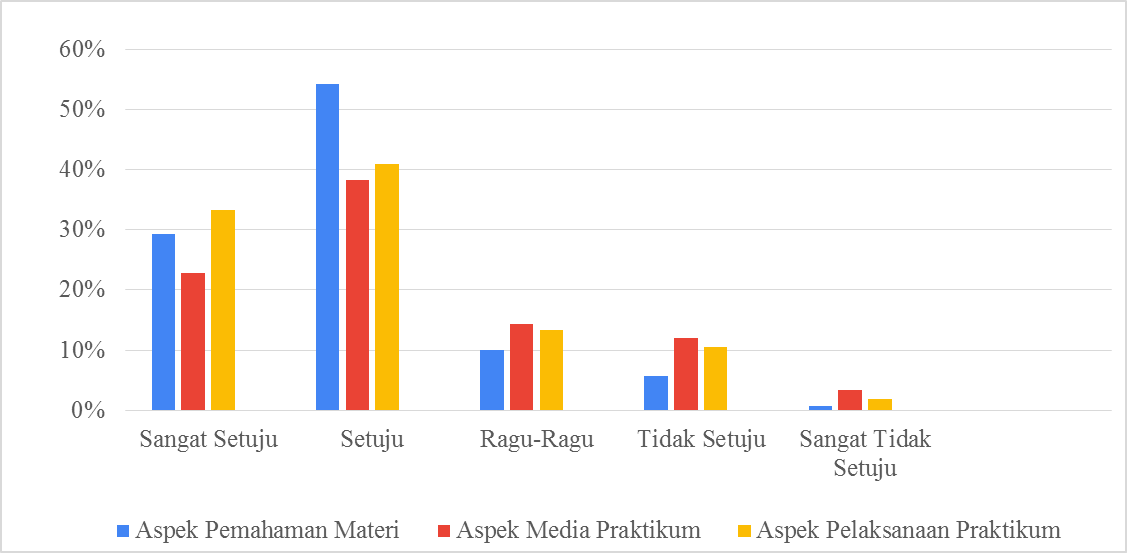 60%
50%
40%
30%
20%
10%
0%
Sangat Setuju
Setuju
Ragu-Ragu
Tidak Setuju
Sangat Tidak
Setuju
Aspek Pemahaman Materi
Aspek Media Praktikum
Aspek Pelaksanaan Praktikum